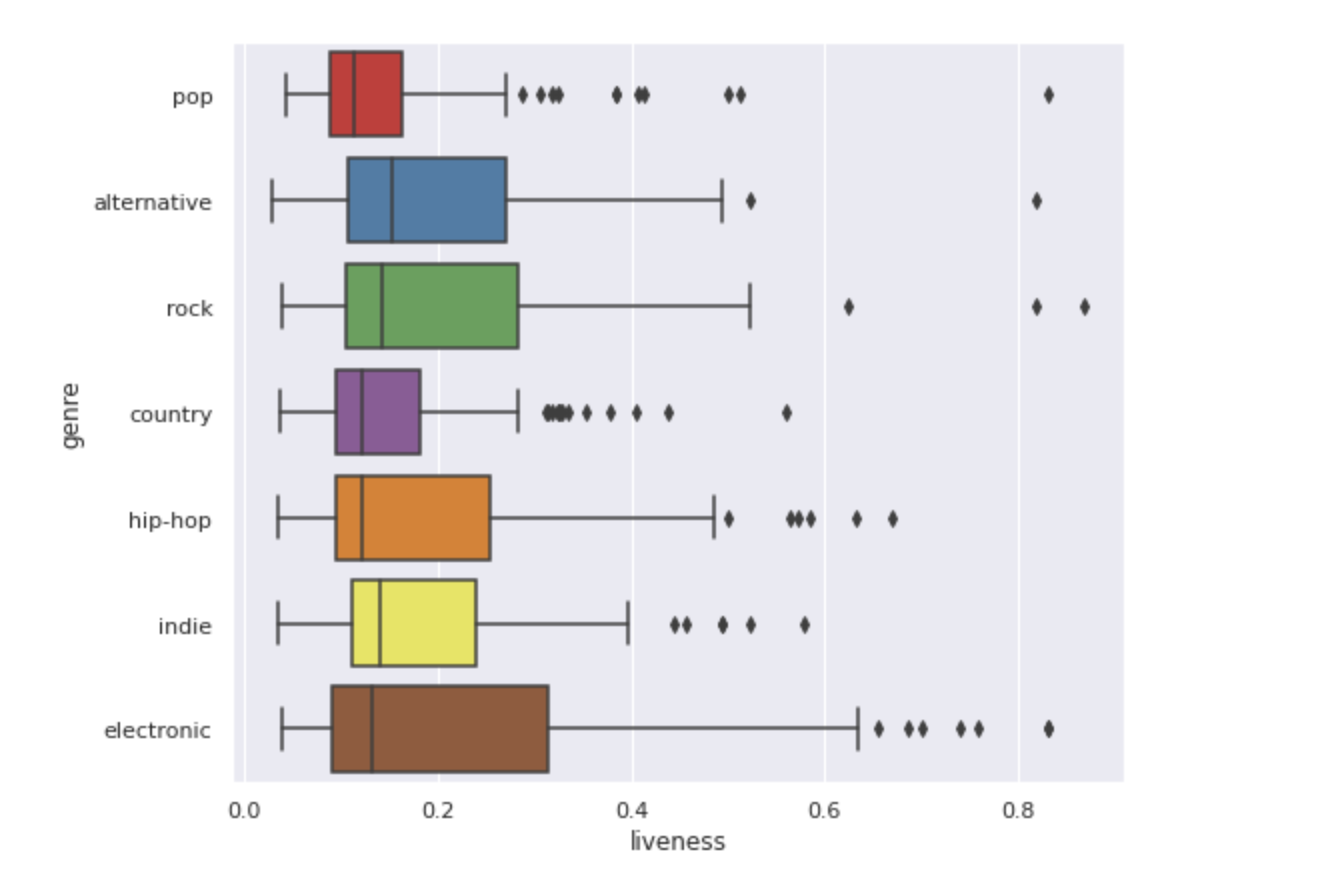 pop
alternative
rock
country
hip-hop
indie
electronic
genre
0.0 0.2 0.4 0.6 0.8
liveness